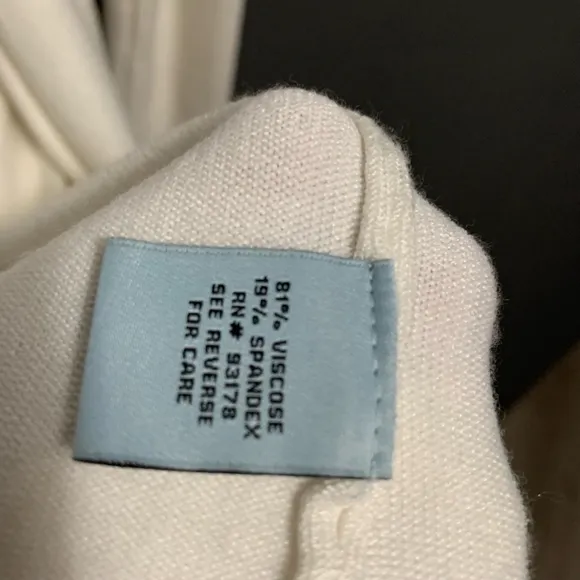 81% VISCOSE
19% SPANDEX
RN# 93178
SEE REVERSE
FOR CARE